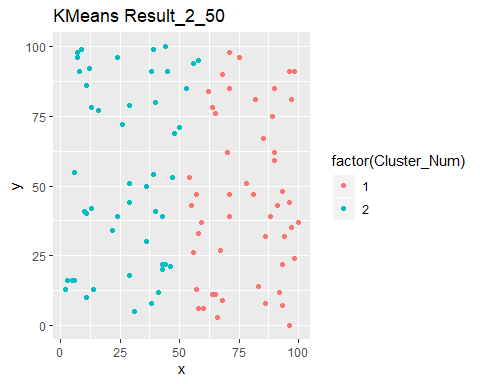 KMeans Result_2_50
100
75
50
25
0
y
0 25 50 75 100
x
factor(Cluster_Num)
1
2